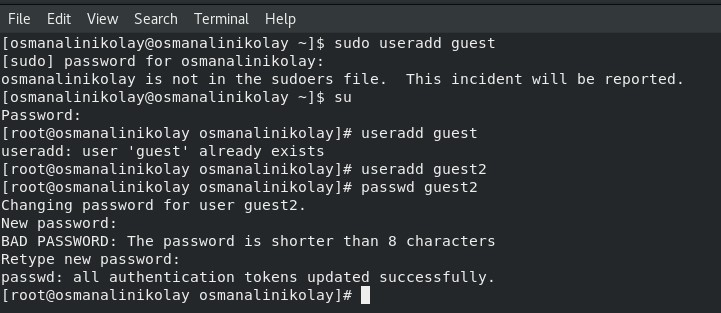 File Edit View Search Terminal Help
[osmanalinikolay@osmanalinikolay ~]$ sudo useradd guest
[sudo] password for osmanalinikolay:
osmanalinikolay is not in the sudoers file.  This incident will be reported.
[osmanalinikolay@osmanalinikolay ~]$ su
Password:
[root@osmanalinikolay osmanalinikolay]# useradd guest
useradd: user 'guest' already exists
[root@osmanalinikolay osmanalinikolay]# useradd guest2
[root@osmanalinikolay osmanalinikolay]# passwd guest2
Changing password for user guest2.
New password:
BAD PASSWORD: The password is shorter than 8 characters
Retype new password:
passwd: all authentication tokens updated successfully.
[root@osmanalinikolay osmanalinikolay]#